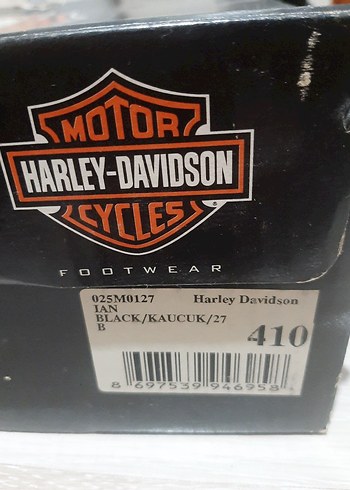 MOTOR
HARLEY-DAVIDSON
®
CYCLES
FOOTWEAR
025M0127 Harley Davidson
IAN
BLACK/KAUCUK/27
B
410
8 697539 946958